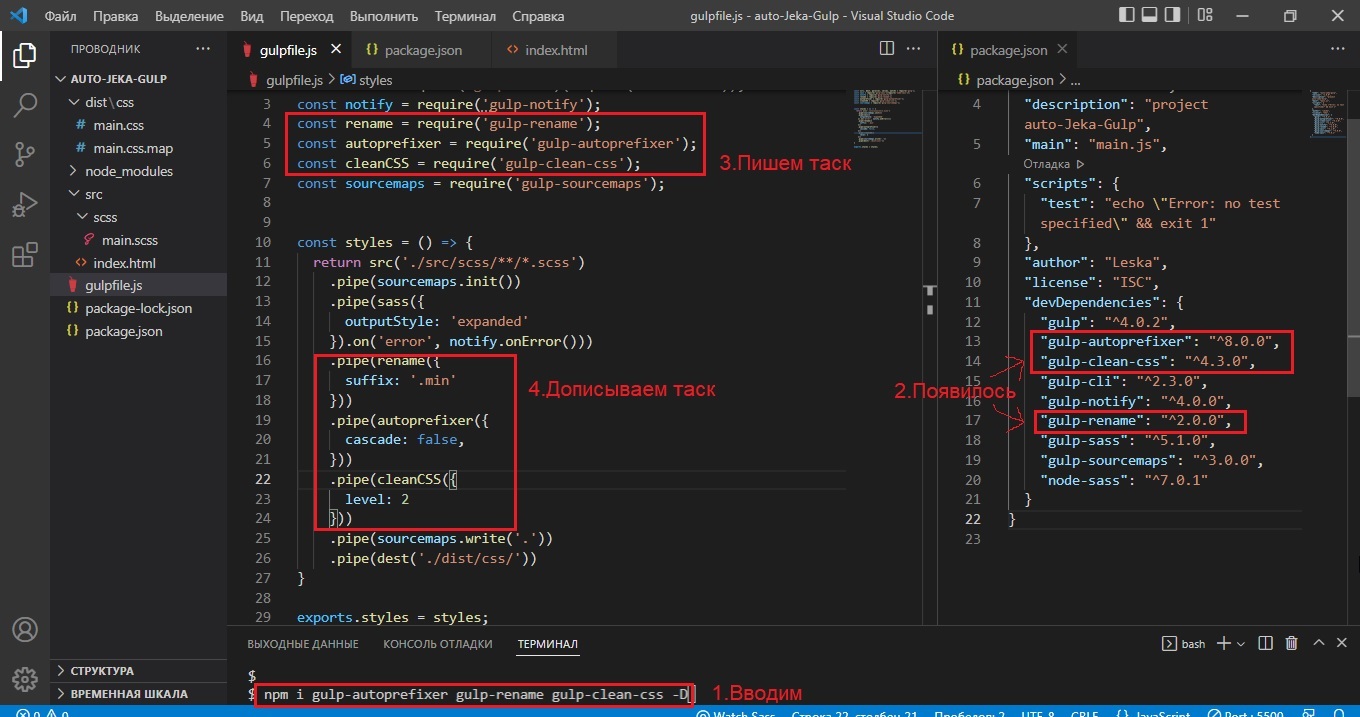 Файл Правка Выделение Вид Переход Выполнить Терминал Справка
gulpfile.js - auto-Jeka-Gulp - Visual Studio Code
ПРОВОДНИК
AUTO-JEKA-GULP
dist\css
# main.css
# main.css.map
node_modules
src
scss
main.scss
<> index.html
gulpfile.js
{} package-lock.json
{} package.json
СТРУКТУРА
ВРЕМЕННАЯ ШКАЛА
gulpfile.js
{} package.json
<> index.html
gulpfile.js > styles
3 const notify = require('gulp-notify');
4 const rename = require('gulp-rename');
5 const autoprefixer = require('gulp-autoprefixer');
6 const cleanCSS = require('gulp-clean-css');
7 const sourcemaps = require('gulp-sourcemaps');
8
9
10 const styles = () => {
11 return src('./src/scss/**/*.scss')
12 .pipe(sourcemaps.init())
13 .pipe(sass({
14 outputStyle: 'expanded'
15 }).on('error', notify.onError()))
16 .pipe(rename({
17 suffix: '.min'
18 }))
19 .pipe(autoprefixer({
20 cascade: false,
21 }))
22 .pipe(cleanCSS({
23 level: 2
24 }))
25 .pipe(sourcemaps.write('.'))
26 .pipe(dest('./dist/css/'))
27 }
28
29 exports.styles = styles;
3.Пишем таск
4.Дописываем таск
{} package.json
{} package.json > ...
4 "description": "project
auto-Jeka-Gulp",
5 "main": "main.js",
Отладка
6 "scripts": {
7 "test": "echo \"Error: no test
specified\" && exit 1"
8 },
9 "author": "Leska",
10 "license": "ISC",
11 "devDependencies": {
12 "gulp": "^4.0.2",
13 "gulp-autoprefixer": "^8.0.0",
14 "gulp-clean-css": "^4.3.0",
15 "gulp-cli": "^2.3.0",
16 "gulp-notify": "^4.0.0",
17 "gulp-rename": "^2.0.0",
18 "gulp-sass": "^5.1.0",
19 "gulp-sourcemaps": "^3.0.0",
20 "node-sass": "^7.0.1"
21 }
22 }
23
2.Появилось
ВЫХОДНЫЕ ДАННЫЕ КОНСОЛЬ ОТЛАДКИ ТЕРМИНАЛ
bash
$
$ npm i gulp-autoprefixer gulp-rename gulp-clean-css -D
1.Вводим
0 0
Watch Sass Строка 22, столбец 21 Пробелов: 2 UTF-8 CRLF {} JavaScript Port : 5500